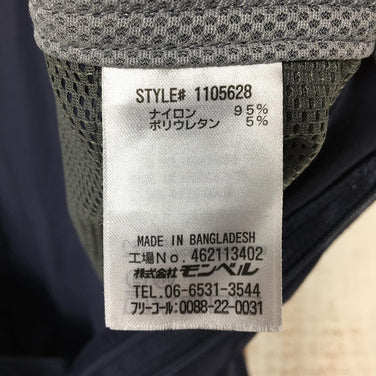 STYLE# 1105628
ナイロン 95%
ポリウレタン 5%
MADE IN BANGLADESH
工場No. 462113402
株式会社 モンベル
TEL. 06-6531-3544
フリーコール:0088-22-0031